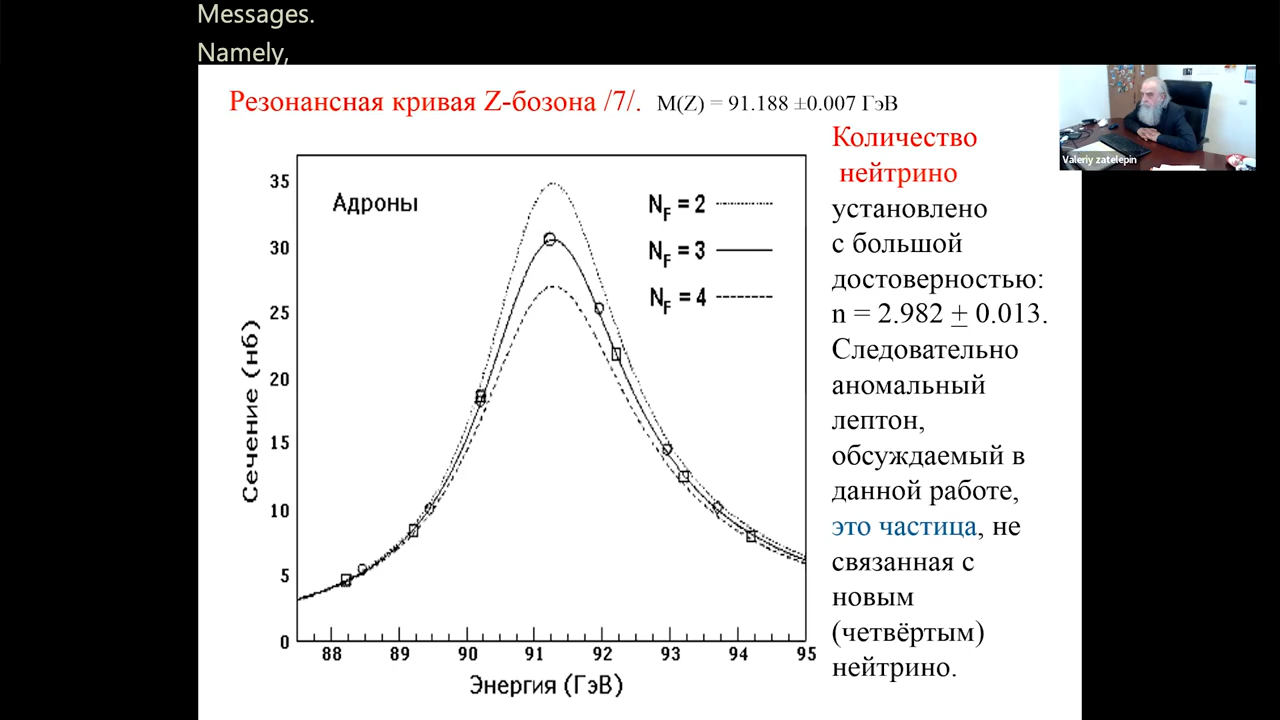 Messages.
Namely,
Резонансная кривая Z-бозона /7/. M(Z) = 91.188 ±0.007 ГэВ
Valeriy zatelepin
Адроны
N_F = 2
N_F = 3
N_F = 4
Сечение (нб)
35
30
25
20
15
10
5
0
88 89 90 91 92 93 94 95
Энергия (ГэВ)
Количество
нейтрино
установлено
с большой
достоверностью:
n = 2.982 ± 0.013.
Следовательно
аномальный
лептон,
обсуждаемый в
данной работе,
это частица, не
связанная с
новым
(четвёртым)
нейтрино.